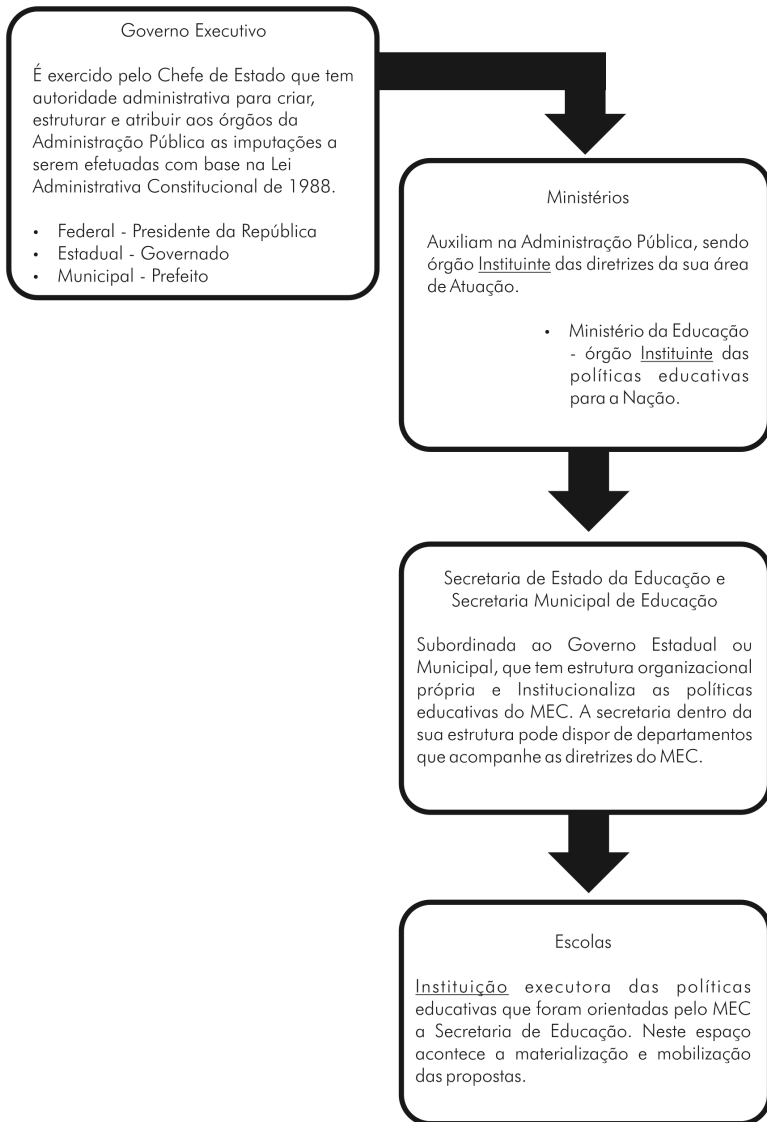 Governo Executivo
É exercido pelo Chefe de Estado que tem
autoridade administrativa para criar,
estruturar e atribuir aos órgãos da
Administração Pública as imputações a
serem efetuadas com base na Lei
Administrativa Constitucional de 1988.
• Federal - Presidente da República
• Estadual - Governado
• Municipal - Prefeito
Ministérios
Auxiliam na Administração Pública, sendo
órgão Instituinte das diretrizes da sua área
de Atuação.
• Ministério da Educação
- órgão Instituinte das
políticas educativas
para a Nação.
Secretaria de Estado da Educação e
Secretaria Municipal de Educação
Subordinada ao Governo Estadual ou
Municipal, que tem estrutura organizacional
própria e Institucionaliza as políticas
educativas do MEC. A secretaria dentro da
sua estrutura pode dispor de departamentos
que acompanhe as diretrizes do MEC.
Escolas
Instituição executora das políticas
educativas que foram orientadas pelo MEC
a Secretaria de Educação. Neste espaço
acontece a materialização e mobilização
das propostas.